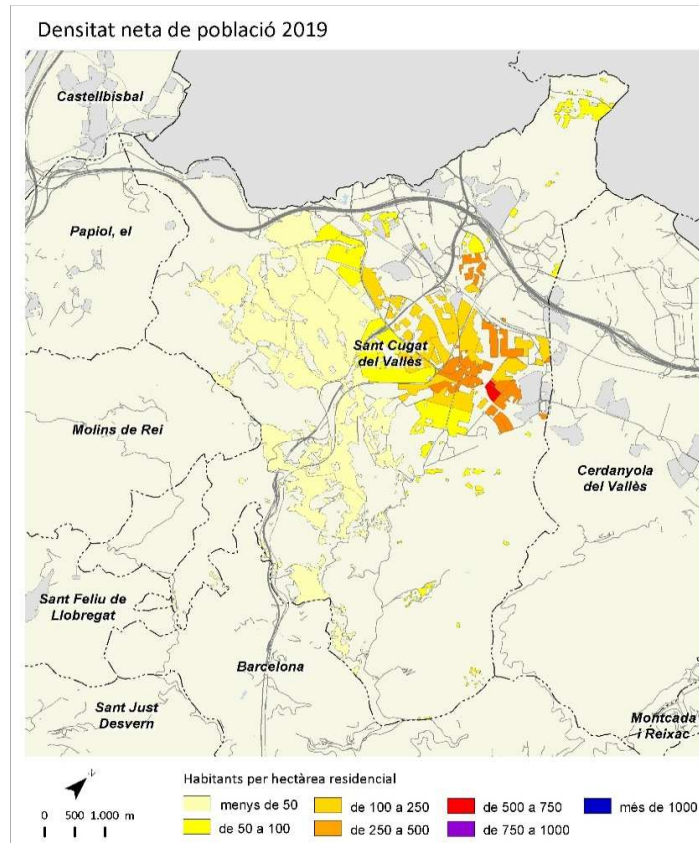 Densitat neta de població 2019
Castellbisbal
Papiol, el
Sant Cugat
del Vallès
Molins de Rei
Cerdanyola
del Vallès
Sant Feliu de
Llobregat
Barcelona
Sant Just
Desvern
Montcada
i Reixac
Habitants per hectàrea residencial
menys de 50
de 100 a 250
de 500 a 750
més de 1000
de 50 a 100
de 250 a 500
de 750 a 1000
0 500 1.000 m